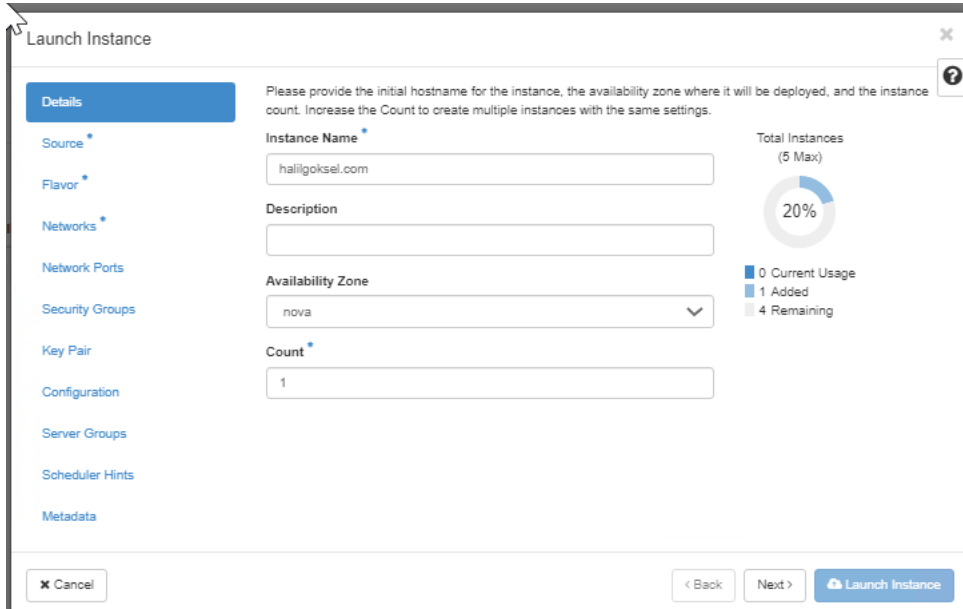 Launch Instance
Details
Source *
Flavor *
Networks *
Network Ports
Security Groups
Key Pair
Configuration
Server Groups
Scheduler Hints
Metadata
Please provide the initial hostname for the instance, the availability zone where it will be deployed, and the instance
count. Increase the Count to create multiple instances with the same settings.
Instance Name *
halilgoksel.com
Description
Availability Zone
nova
Count *
1
Total Instances
(5 Max)
20%
0 Current Usage
1 Added
4 Remaining
× Cancel
< Back
Next >
Launch Instance